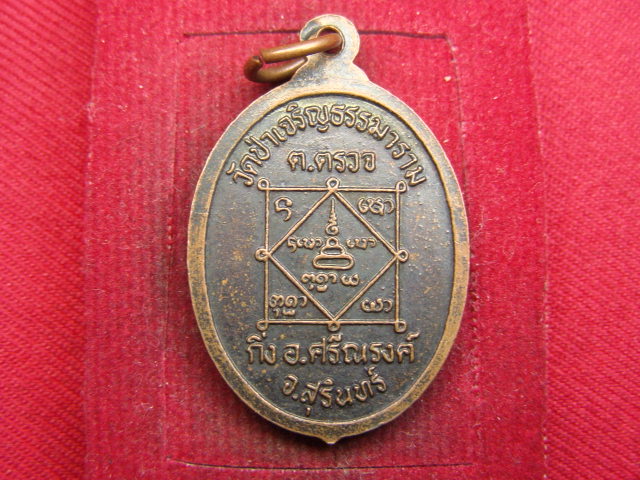 วัดป่าเจริญธรรมาราม
ต.ตรวจ
กิ่ง อ.ศรีณรงค์
จ.สุรินทร์